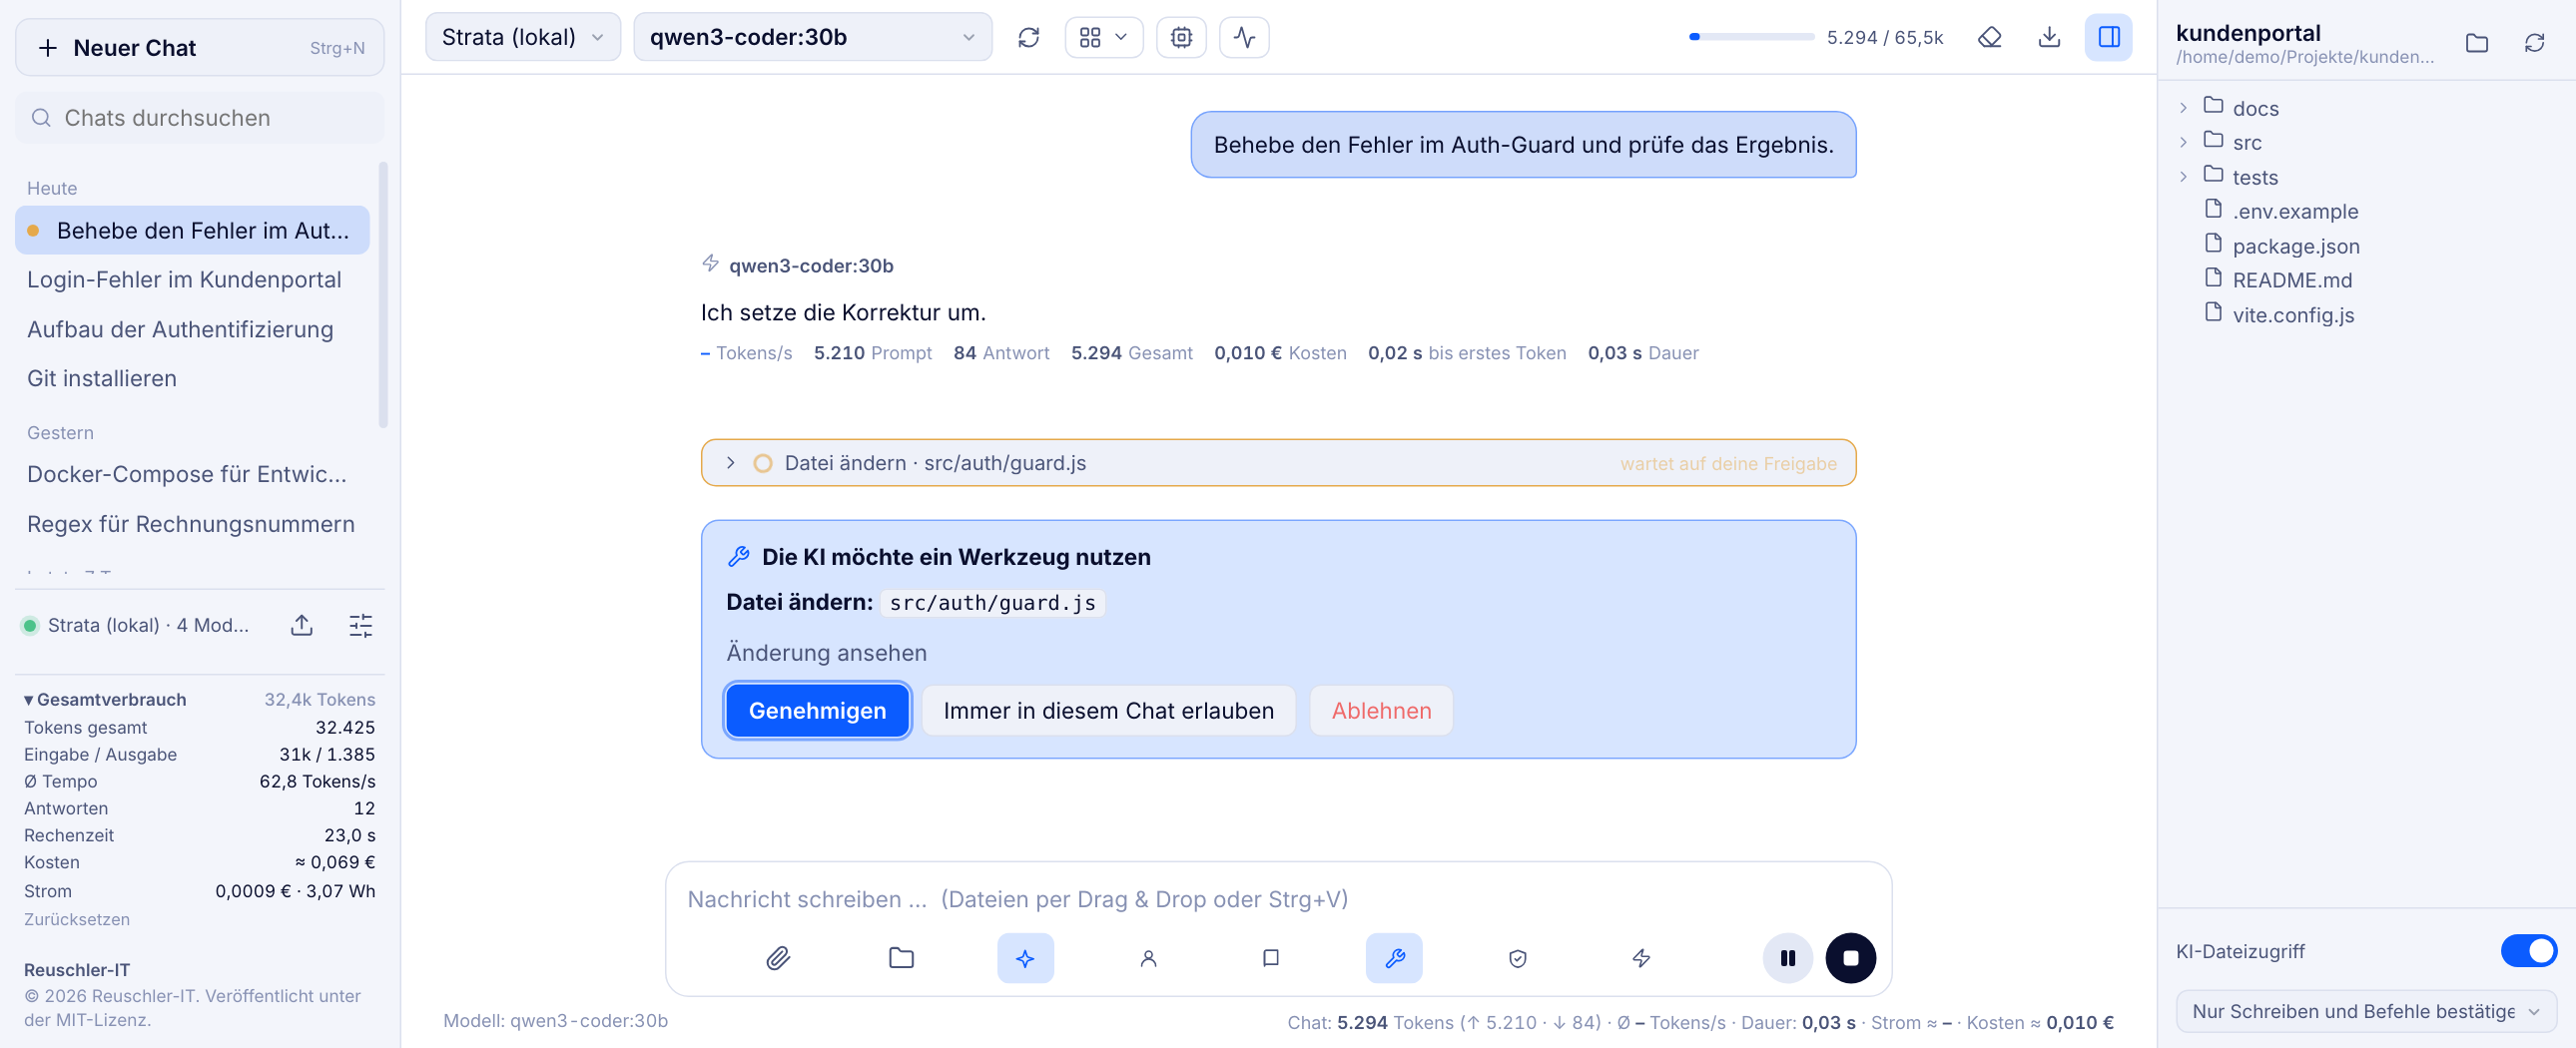 Neuer Chat Strg+N
Chats durchsuchen
Heute
Behebe den Fehler im Aut...
Login-Fehler im Kundenportal
Aufbau der Authentifizierung
Git installieren
Gestern
Docker-Compose für Entwic...
Regex für Rechnungsnummern
Strata (lokal) · 4 Mod...
▾ Gesamtverbrauch 32,4k Tokens
Tokens gesamt 32.425
Eingabe / Ausgabe 31k / 1.385
Ø Tempo 62,8 Tokens/s
Antworten 12
Rechenzeit 23,0 s
Kosten ≈ 0,069 €
Strom 0,0009 € · 3,07 Wh
Zurücksetzen
Reuschler-IT
© 2026 Reuschler-IT. Veröffentlicht unter
der MIT-Lizenz.
Strata (lokal) qwen3-coder:30b 5.294 / 65,5k
Behebe den Fehler im Auth-Guard und prüfe das Ergebnis.
qwen3-coder:30b
Ich setze die Korrektur um.
– Tokens/s 5.210 Prompt 84 Antwort 5.294 Gesamt 0,010 € Kosten 0,02 s bis erstes Token 0,03 s Dauer
Datei ändern · src/auth/guard.js wartet auf deine Freigabe
Die KI möchte ein Werkzeug nutzen
Datei ändern: src/auth/guard.js
Änderung ansehen
Genehmigen Immer in diesem Chat erlauben Ablehnen
Nachricht schreiben ... (Dateien per Drag & Drop oder Strg+V)
Modell: qwen3-coder:30b
Chat: 5.294 Tokens (↑ 5.210 · ↓ 84) · Ø – Tokens/s · Dauer: 0,03 s · Strom ≈ – · Kosten ≈ 0,010 €
kundenportal
/home/demo/Projekte/kunden...
docs
src
tests
.env.example
package.json
README.md
vite.config.js
KI-Dateizugriff
Nur Schreiben und Befehle bestätige